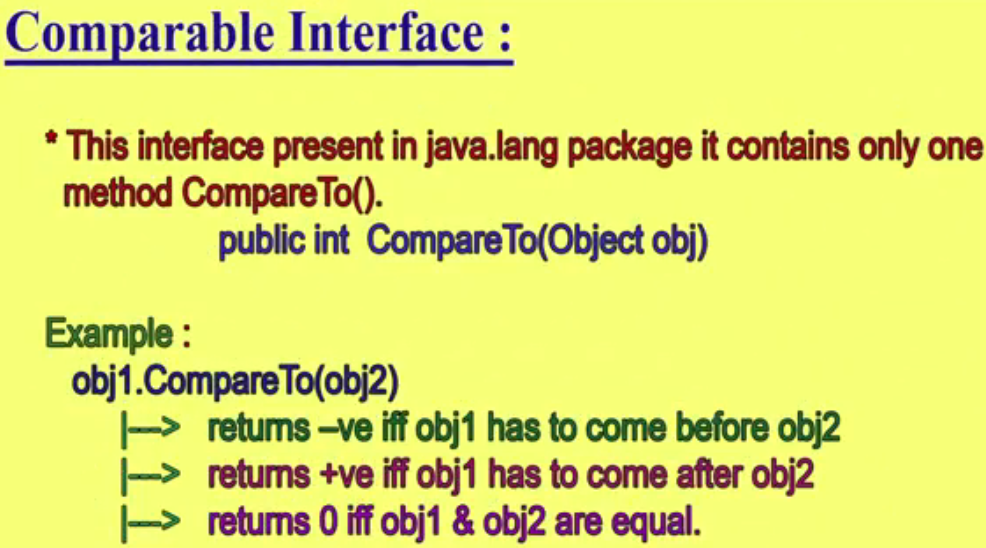 Comparable Interface :
* This interface present in java.lang package it contains only one
method CompareTo().
public int CompareTo(Object obj)
Example :
obj1.CompareTo(obj2)
|---> returns –ve iff obj1 has to come before obj2
|---> returns +ve iff obj1 has to come after obj2
|---> returns 0 iff obj1 & obj2 are equal.